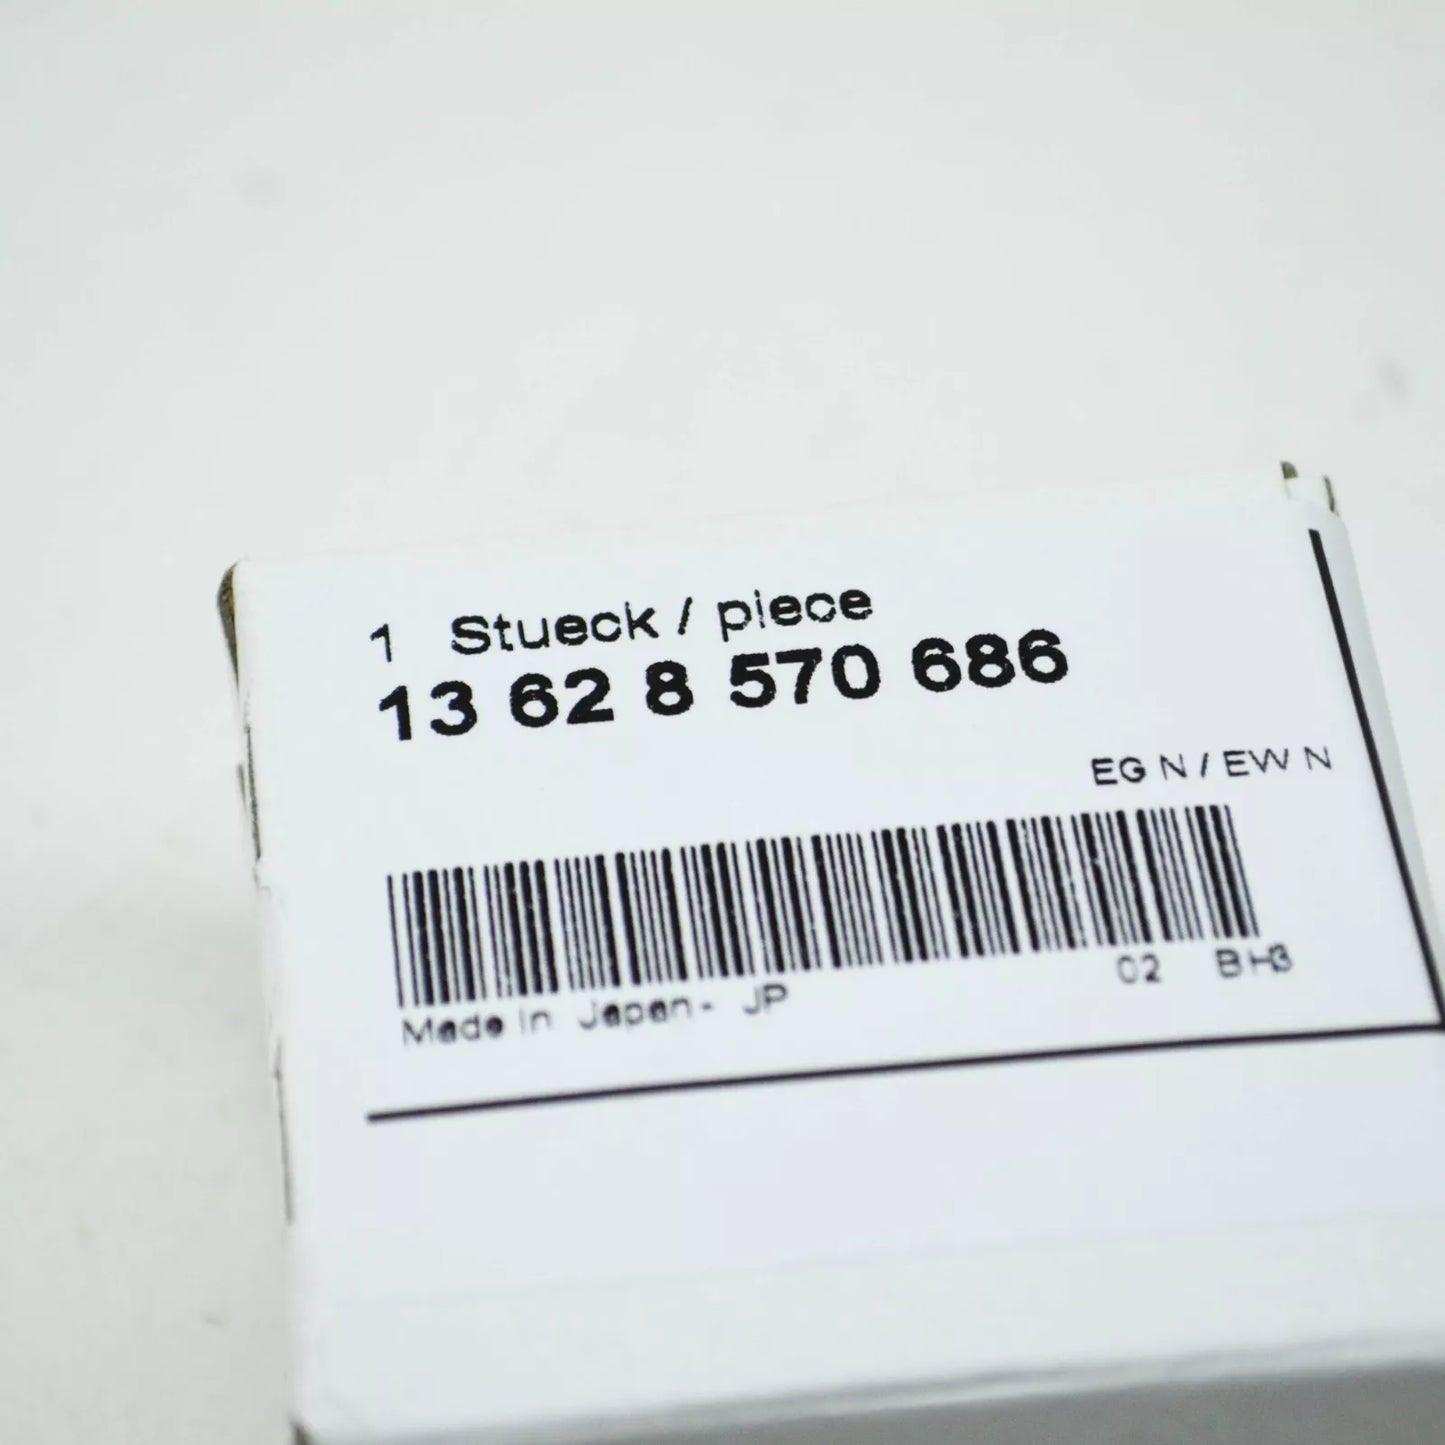 1 Stueck / piece
13 62 8 570 686
EG N / EW N
Made in Japan - JP
02 BH3